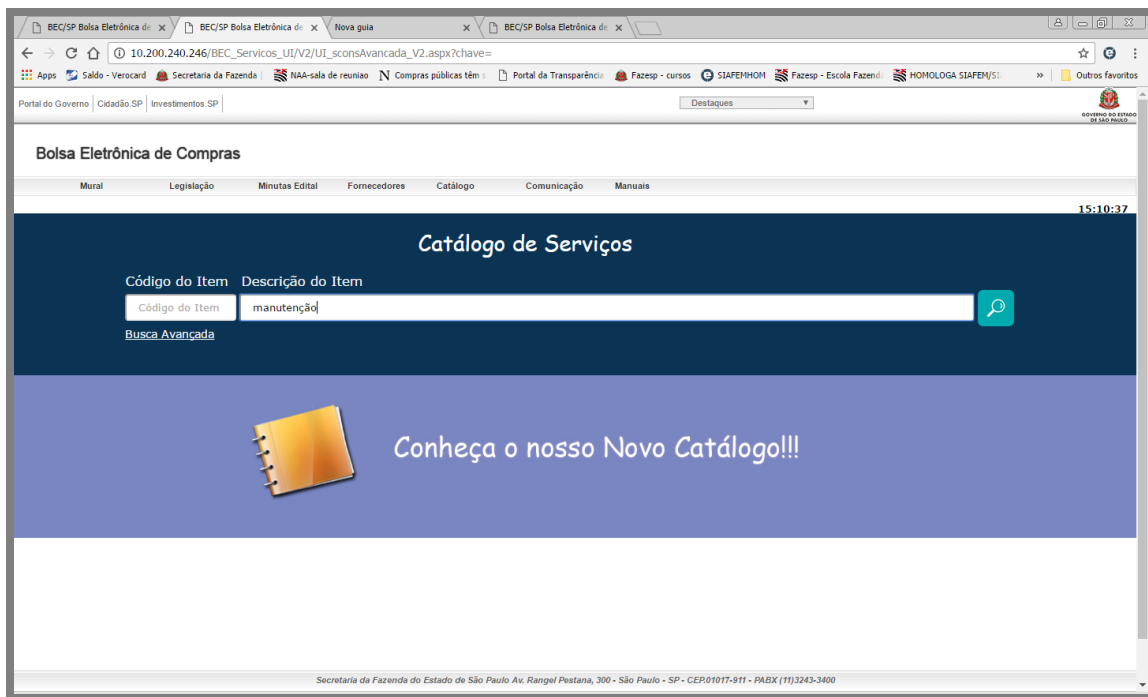 BEC/SP Bolsa Eletrônica de
BEC/SP Bolsa Eletrônica de
Nova guia
BEC/SP Bolsa Eletrônica de
10.200.240.246/BEC_Servicos_UI/V2/UI_sconsAvancada_V2.aspx?chave=
Apps
Saldo - Verocard
Secretaria da Fazenda |
NAA-sala de reuniao
Compras públicas têm s
Portal da Transparência
Fazesp - cursos
SIAFEMHOM
Fazesp - Escola Fazend
HOMOLOGA SIAFEM/SI
»
Outros favoritos
Portal do Governo
Cidadão.SP
Investimentos.SP
Destaques
GOVERNO DO ESTADO
DE SÃO PAULO
Bolsa Eletrônica de Compras
Mural
Legislação
Minutas Edital
Fornecedores
Catálogo
Comunicação
Manuais
15:10:37
Catálogo de Serviços
Código do Item
Descrição do Item
Código do Item
manutenção
Busca Avançada
Conheça o nosso Novo Catálogo!!!
Secretaria da Fazenda do Estado de São Paulo Av. Rangel Pestana, 300 - São Paulo - SP - CEP.01017-911 - PABX (11)3243-3400